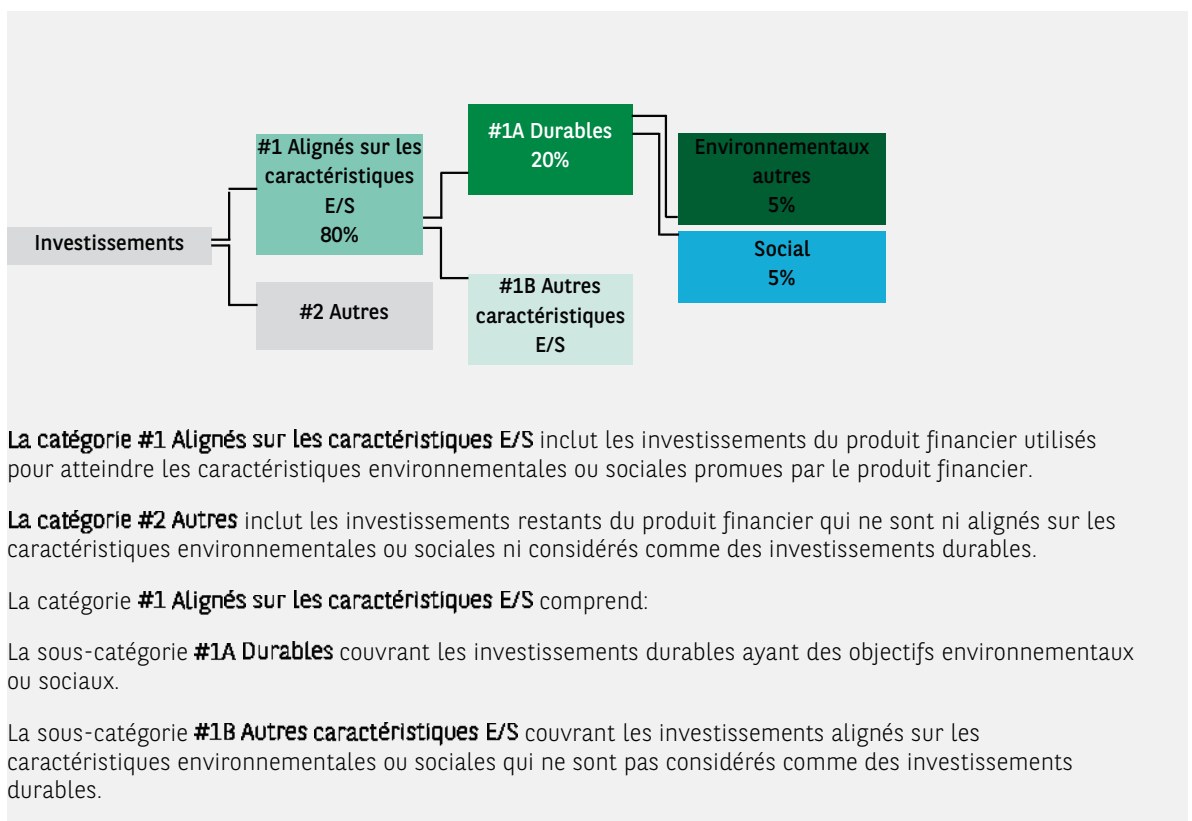 #1A Durables
20%
#1 Alignés sur les
caractéristiques
E/S
80%
Environnementaux
autres
5%
Investissements
Social
5%
#2 Autres
#1B Autres
caractéristiques
E/S
La catégorie #1 Alignés sur les caractéristiques E/S inclut les investissements du produit financier utilisés
pour atteindre les caractéristiques environnementales ou sociales promues par le produit financier.
La catégorie #2 Autres inclut les investissements restants du produit financier qui ne sont ni alignés sur les
caractéristiques environnementales ou sociales ni considérés comme des investissements durables.
La catégorie #1 Alignés sur les caractéristiques E/S comprend:
La sous-catégorie #1A Durables couvrant les investissements durables ayant des objectifs environnementaux
ou sociaux.
La sous-catégorie #1B Autres caractéristiques E/S couvrant les investissements alignés sur les
caractéristiques environnementales ou sociales qui ne sont pas considérés comme des investissements
durables.